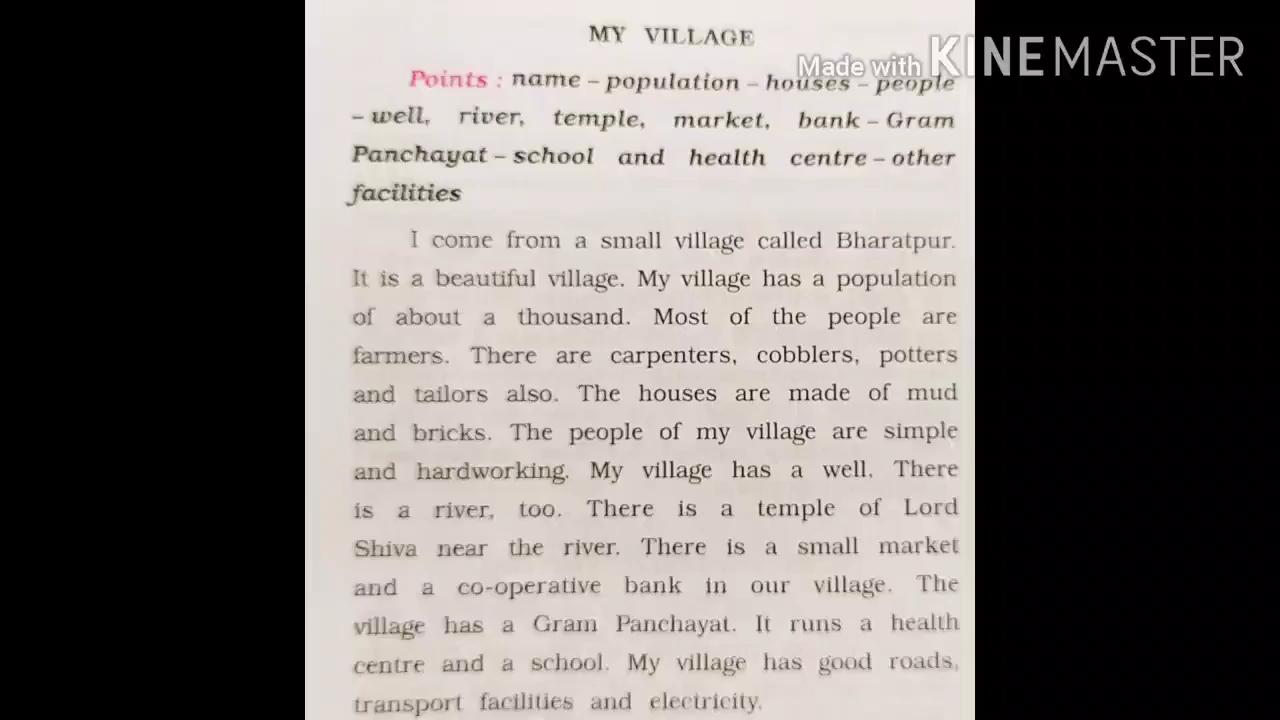 MY VILLAGE
Made with KINEMASTER
Points : name – population – houses – people
– well, river, temple, market, bank – Gram
Panchayat – school and health centre – other
facilities
I come from a small village called Bharatpur.
It is a beautiful village. My village has a population
of about a thousand. Most of the people are
farmers. There are carpenters, cobblers, potters
and tailors also. The houses are made of mud
and bricks. The people of my village are simple
and hardworking. My village has a well. There
is a river, too. There is a temple of Lord
Shiva near the river. There is a small market
and a co-operative bank in our village. The
village has a Gram Panchayat. It runs a health
centre and a school. My village has good roads,
transport facilities and electricity.